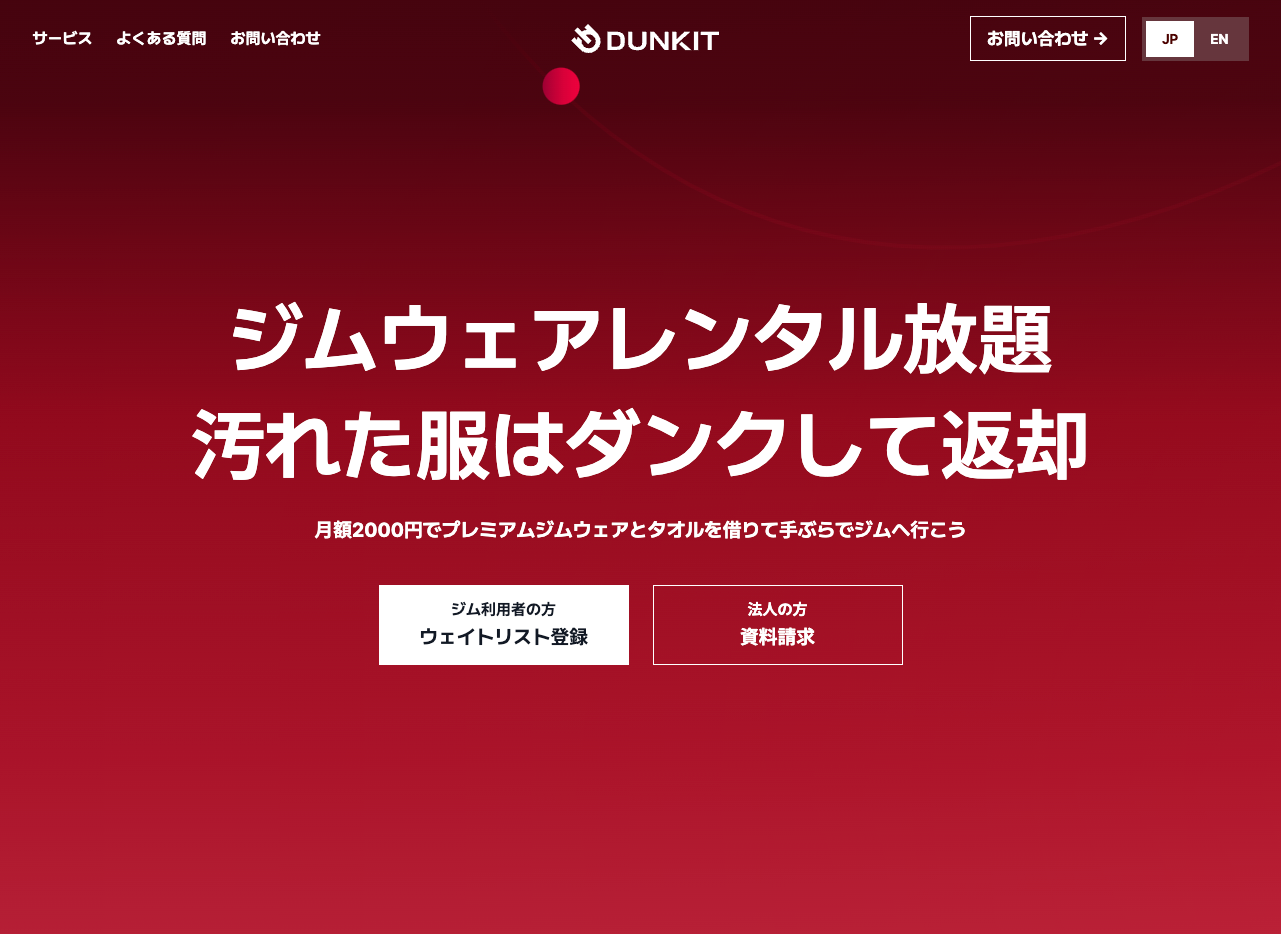 サービス
よくある質問
お問い合わせ
DUNKIT
お問い合わせ →
JP
EN
ジムウェアレンタル放題
汚れた服はダンクして返却
月額2000円でプレミアムジムウェアとタオルを借りて手ぶらでジムへ行こう
ジム利用者の方
ウェイトリスト登録
法人の方
資料請求